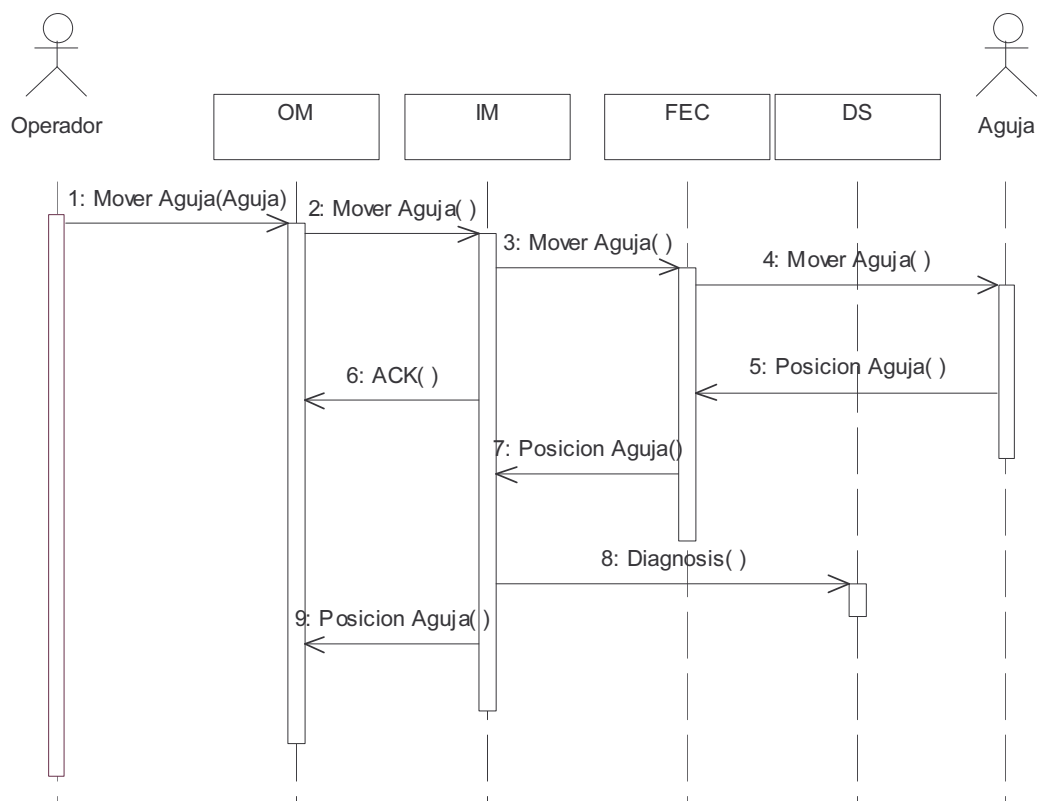 Operador
OM
IM
FEC
DS
Aguja
1: Mover Aguja(Aguja)
2: Mover Aguja( )
3: Mover Aguja( )
4: Mover Aguja( )
5: Posicion Aguja( )
6: ACK( )
7: Posicion Aguja()
8: Diagnosis( )
9: Posicion Aguja( )